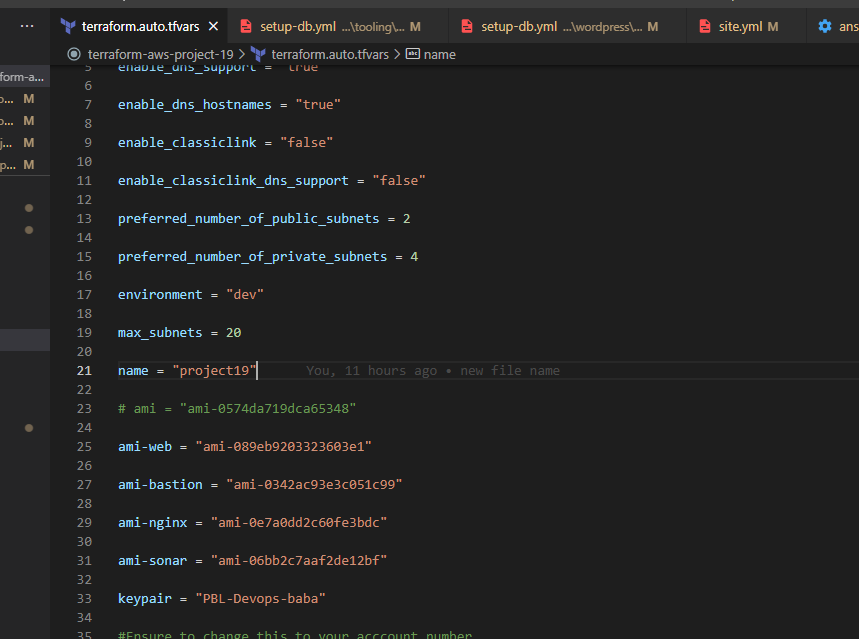 terraform.auto.tfvars setup-db.yml ...\tooling\... M setup-db.yml ...\wordpress\... M site.yml M ans
terraform-aws-project-19 > terraform.auto.tfvars > name
form-a...
M
M
M
M
5 enable_dns_support = "true"
6
7 enable_dns_hostnames = "true"
8
9 enable_classiclink = "false"
10
11 enable_classiclink_dns_support = "false"
12
13 preferred_number_of_public_subnets = 2
14
15 preferred_number_of_private_subnets = 4
16
17 environment = "dev"
18
19 max_subnets = 20
20
21 name = "project19" You, 11 hours ago • new file name
22
23 # ami = "ami-0574da719dca65348"
24
25 ami-web = "ami-089eb9203323603e1"
26
27 ami-bastion = "ami-0342ac93e3c051c99"
28
29 ami-nginx = "ami-0e7a0dd2c60fe3bdc"
30
31 ami-sonar = "ami-06bb2c7aaf2de12bf"
32
33 keypair = "PBL-Devops-baba"
34
35 #Ensure to change this to your acccount number